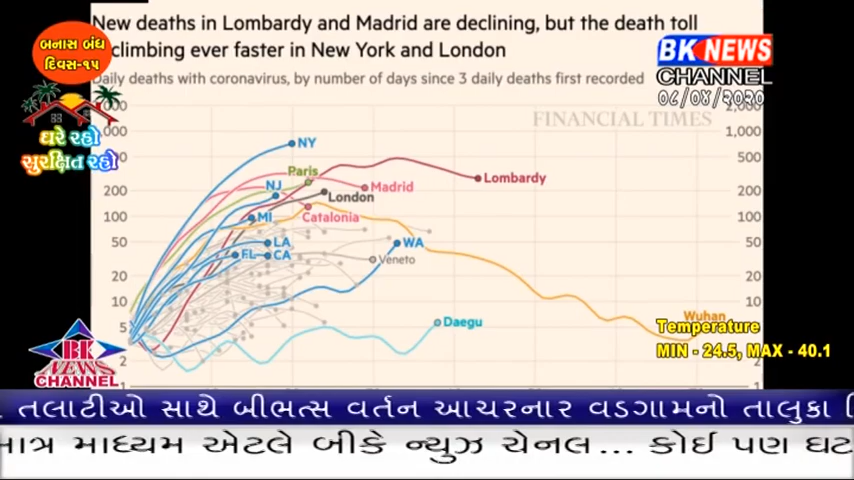 New deaths in Lombardy and Madrid are declining, but the death toll
climbing ever faster in New York and London
Daily deaths with coronavirus, by number of days since 3 daily deaths first recorded
બનાસ બંધ
દિવસ-૧૫
ઘરે રહો
સુરક્ષિત રહો
BK NEWS
CHANNEL
૦૮/૦૪/૨૦૨૦
FINANCIAL TIMES
1,000
500
200
100
50
20
10
5
2
1
200
100
50
20
10
5
2
1
NY
Paris
NJ
Madrid
Lombardy
London
MI
Catalonia
LA
WA
FL
CA
Veneto
Daegu
Wuhan
Temperature
MIN - 24.5, MAX - 40.1
BK
NEWS
CHANNEL
તલાટીઓ સાથે બીભત્સ વર્તન આચરનાર વડગામનો તાલુકા
માધ્યમ એટલે બીકે ન્યુઝ ચેનલ... કોઈ પણ